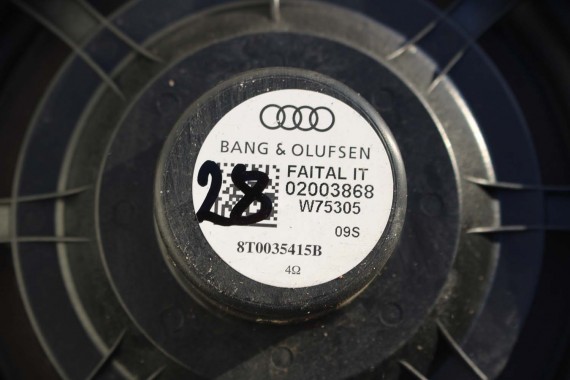 BANG & OLUFSEN
FAITAL IT
02003868
W75305
28
09S
8T0035415B
4Ω